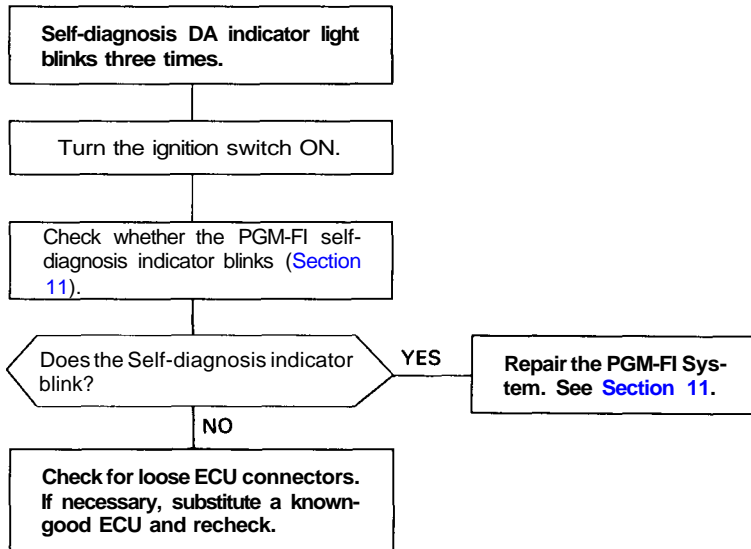 Self-diagnosis DA indicator light
blinks three times.
Turn the ignition switch ON.
Check whether the PGM-FI self-
diagnosis indicator blinks (Section
11).
Does the Self-diagnosis indicator
blink?
YES
Repair the PGM-FI Sys-
tem. See Section 11.
NO
Check for loose ECU connectors.
If necessary, substitute a known-
good ECU and recheck.